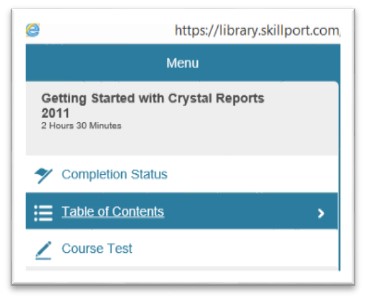 https://library.skillport.com
Menu
Getting Started with Crystal Reports
2011
2 Hours 30 Minutes
Completion Status
Table of Contents
Course Test